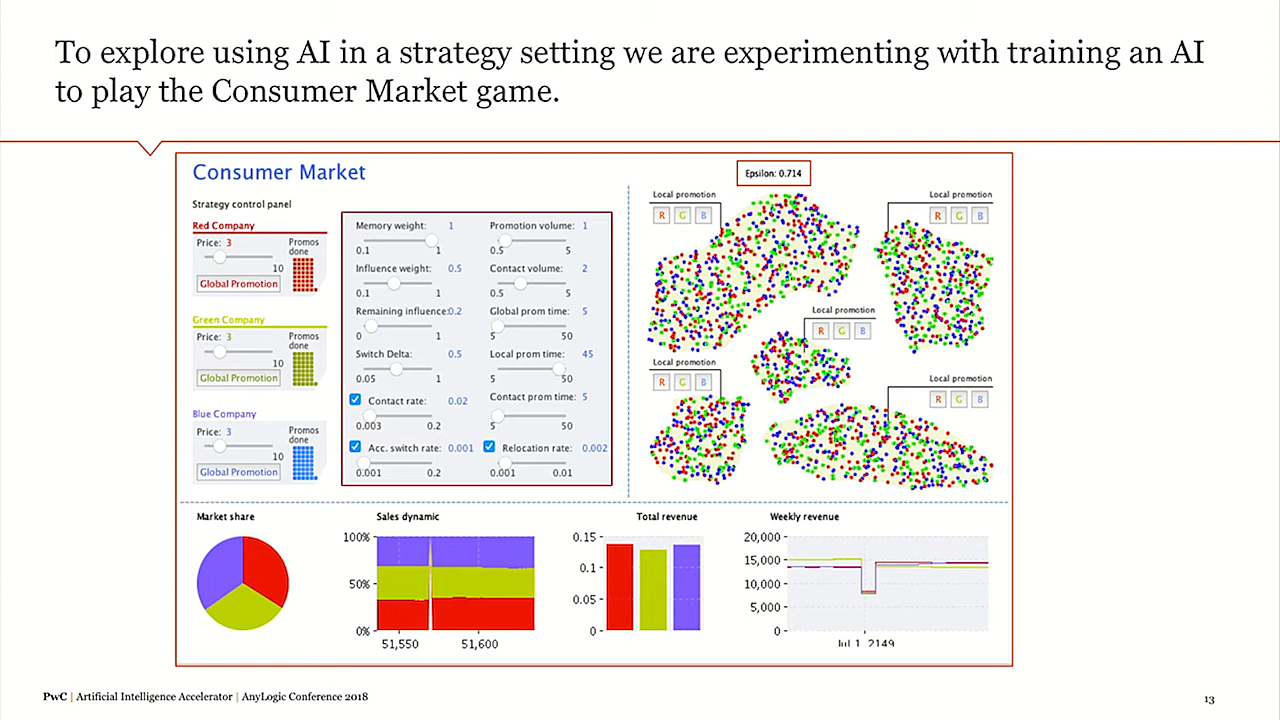 To explore using AI in a strategy setting we are experimenting with training an AI
to play the Consumer Market game.
Consumer Market
Epsilon: 0.714
Strategy control panel
Red Company
Price: 3
Promos
done
10
Global Promotion
Green Company
Price: 3
Promos
done
10
Global Promotion
Blue Company
Price: 3
Promos
done
10
Global Promotion
Memory weight: 1
0.1 1
Influence weight: 0.5
0.1 1
Remaining influence: 0.2
0 1
Switch Delta: 0.5
0.05 1
Contact rate: 0.02
0.003 0.2
Acc. switch rate: 0.001
0.001 0.2
Promotion volume: 1
0.5 5
Contact volume: 2
0.5 5
Global prom time: 5
5 50
Local prom time: 45
5 50
Contact prom time: 5
5 50
Relocation rate: 0.002
0.001 0.01
Local promotion
R G B
Local promotion
R G B
Local promotion
R G B
Local promotion
R G B
Local promotion
R G B
Market share
Sales dynamic
100%
50%
0%
51,550 51,600
Total revenue
0.15
0.1
0.05
0
Weekly revenue
20,000
15,000
10,000
5,000
0
Jul 1, 2149
PwC | Artificial Intelligence Accelerator | AnyLogic Conference 2018
13